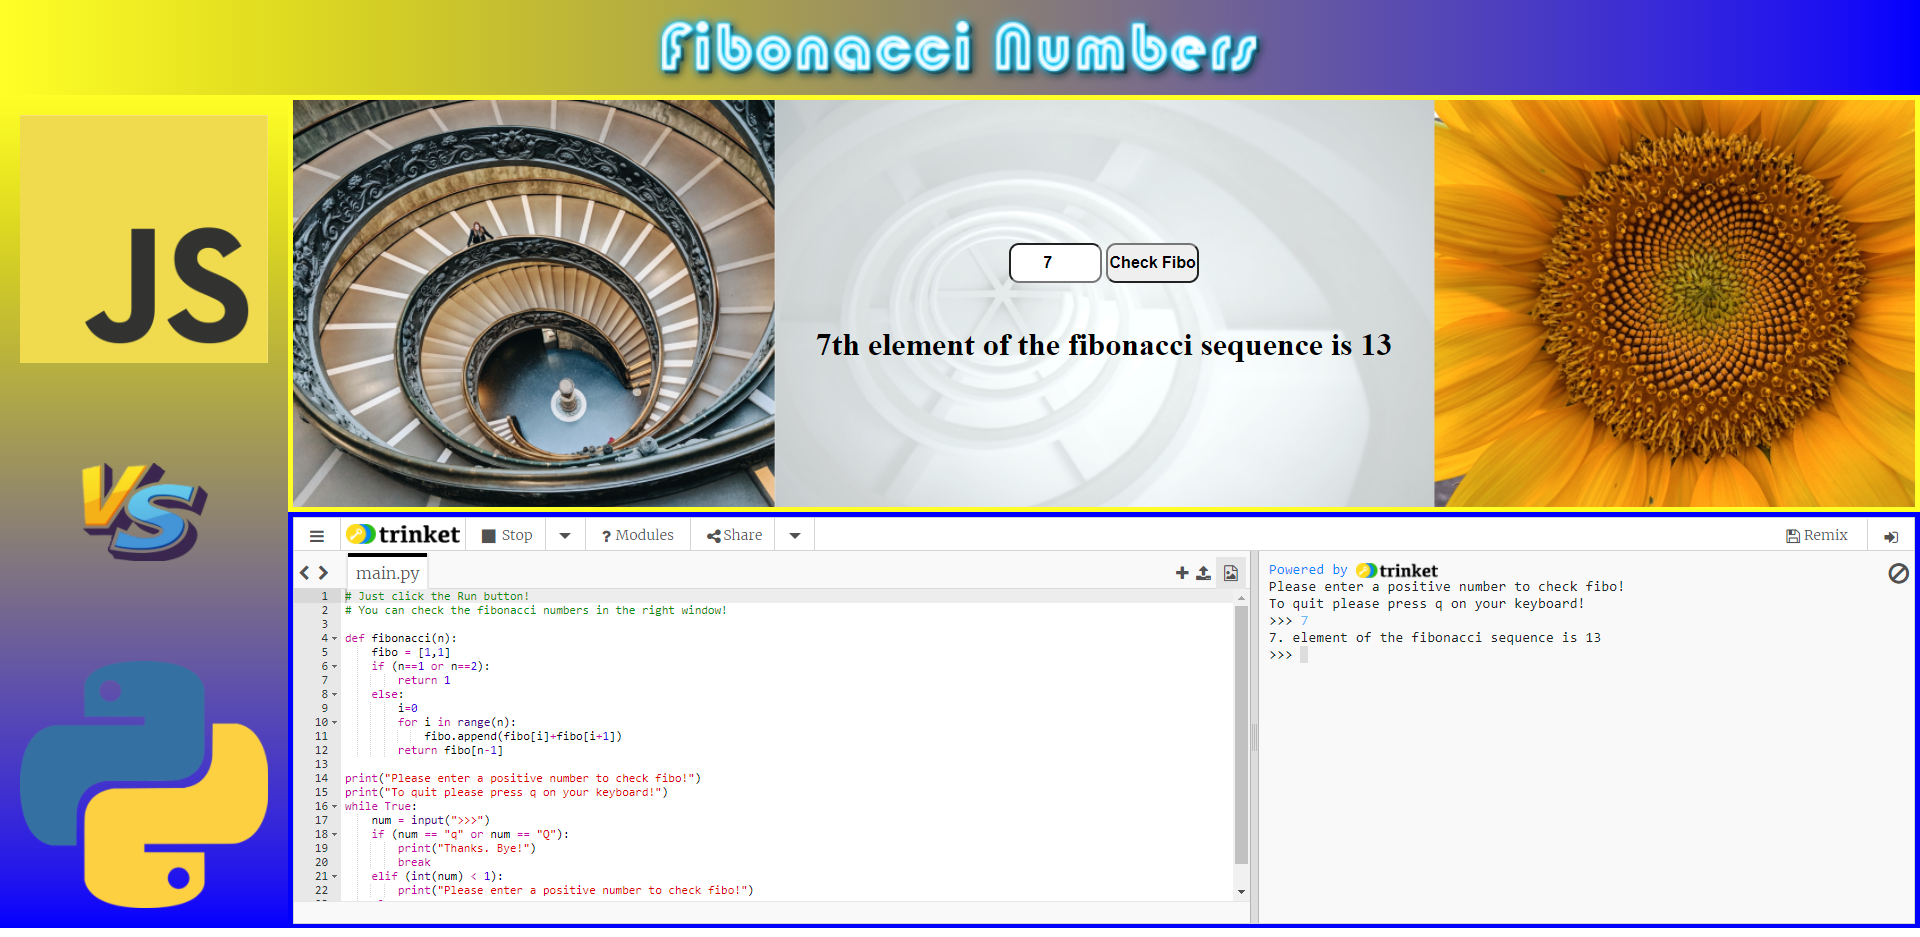 Fibonacci Numbers
JS
VS
7
Check Fibo
7th element of the fibonacci sequence is 13
trinket
Stop
? Modules
Share
Remix
main.py
1 # Just click the Run button!
2 # You can check the fibonacci numbers in the right window!
3
4 def fibonacci(n):
5 fibo = [1,1]
6 if (n==1 or n==2):
7 return 1
8 else:
9 i=0
10 for i in range(n):
11 fibo.append(fibo[i]+fibo[i+1])
12 return fibo[n-1]
13
14 print("Please enter a positive number to check fibo!")
15 print("To quit please press q on your keyboard!")
16 while True:
17 num = input(">>>")
18 if (num == "q" or num == "Q"):
19 print("Thanks. Bye!")
20 break
21 elif (int(num) < 1):
22 print("Please enter a positive number to check fibo!")
Powered by trinket
Please enter a positive number to check fibo!
To quit please press q on your keyboard!
>>> 7
7. element of the fibonacci sequence is 13
>>>